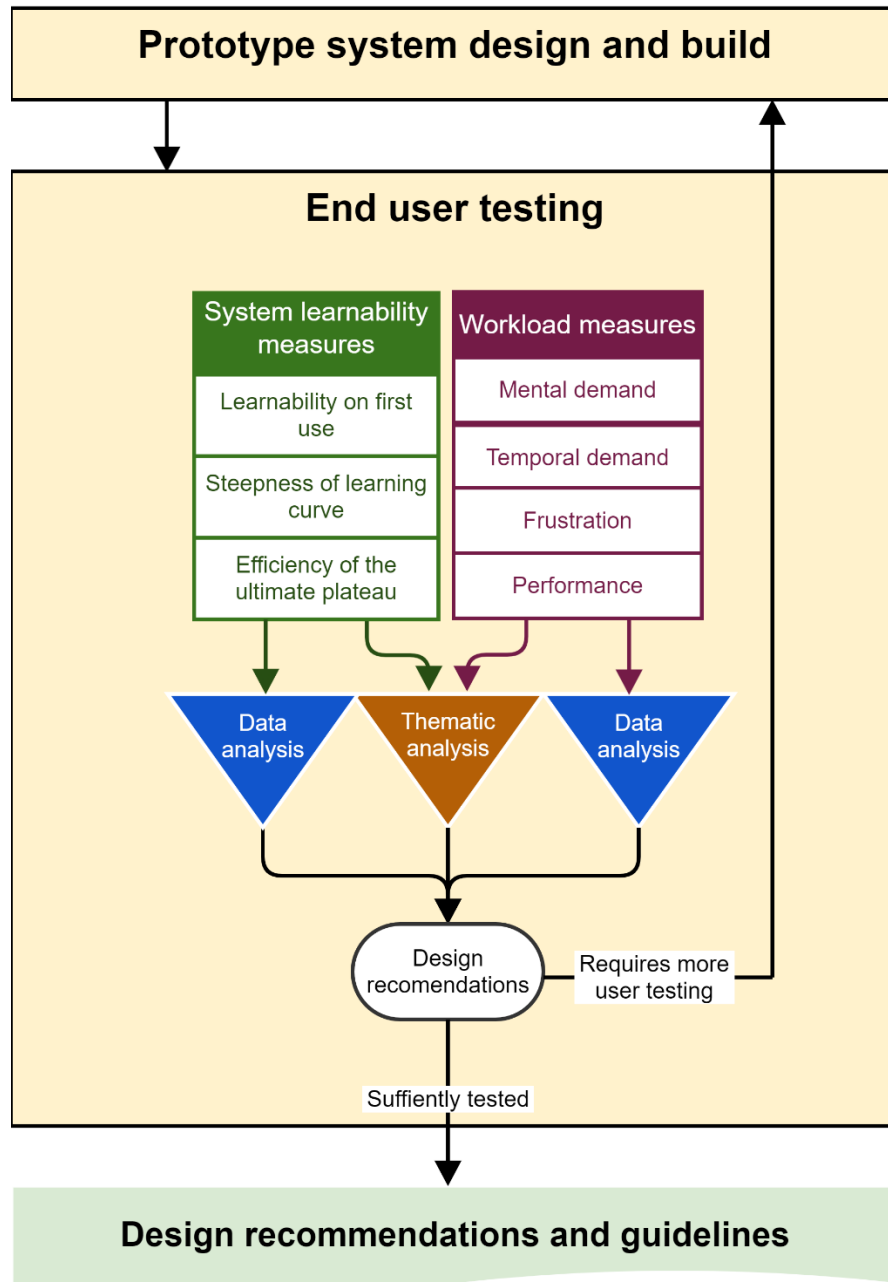 Prototype system design and build
End user testing
System learnability
measures
Learnability on first
use
Steepness of learning
curve
Efficiency of the
ultimate plateau
Workload measures
Mental demand
Temporal demand
Frustration
Performance
Data
analysis
Thematic
analysis
Data
analysis
Design
recomendations
Requires more
user testing
Suffiently tested
Design recommendations and guidelines